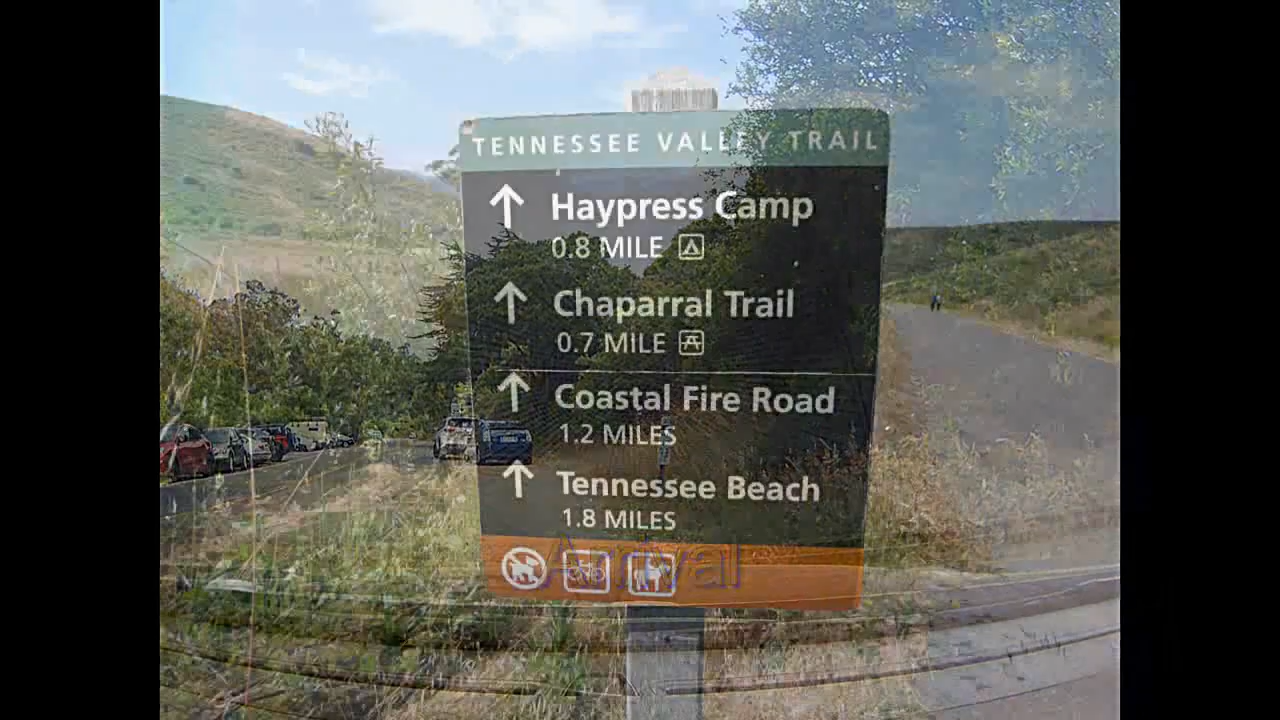 TENNESSEE VALLEY TRAIL
Haypress Camp
0.8 MILE
Chaparral Trail
0.7 MILE
Coastal Fire Road
1.2 MILES
Tennessee Beach
1.8 MILES
Arrival